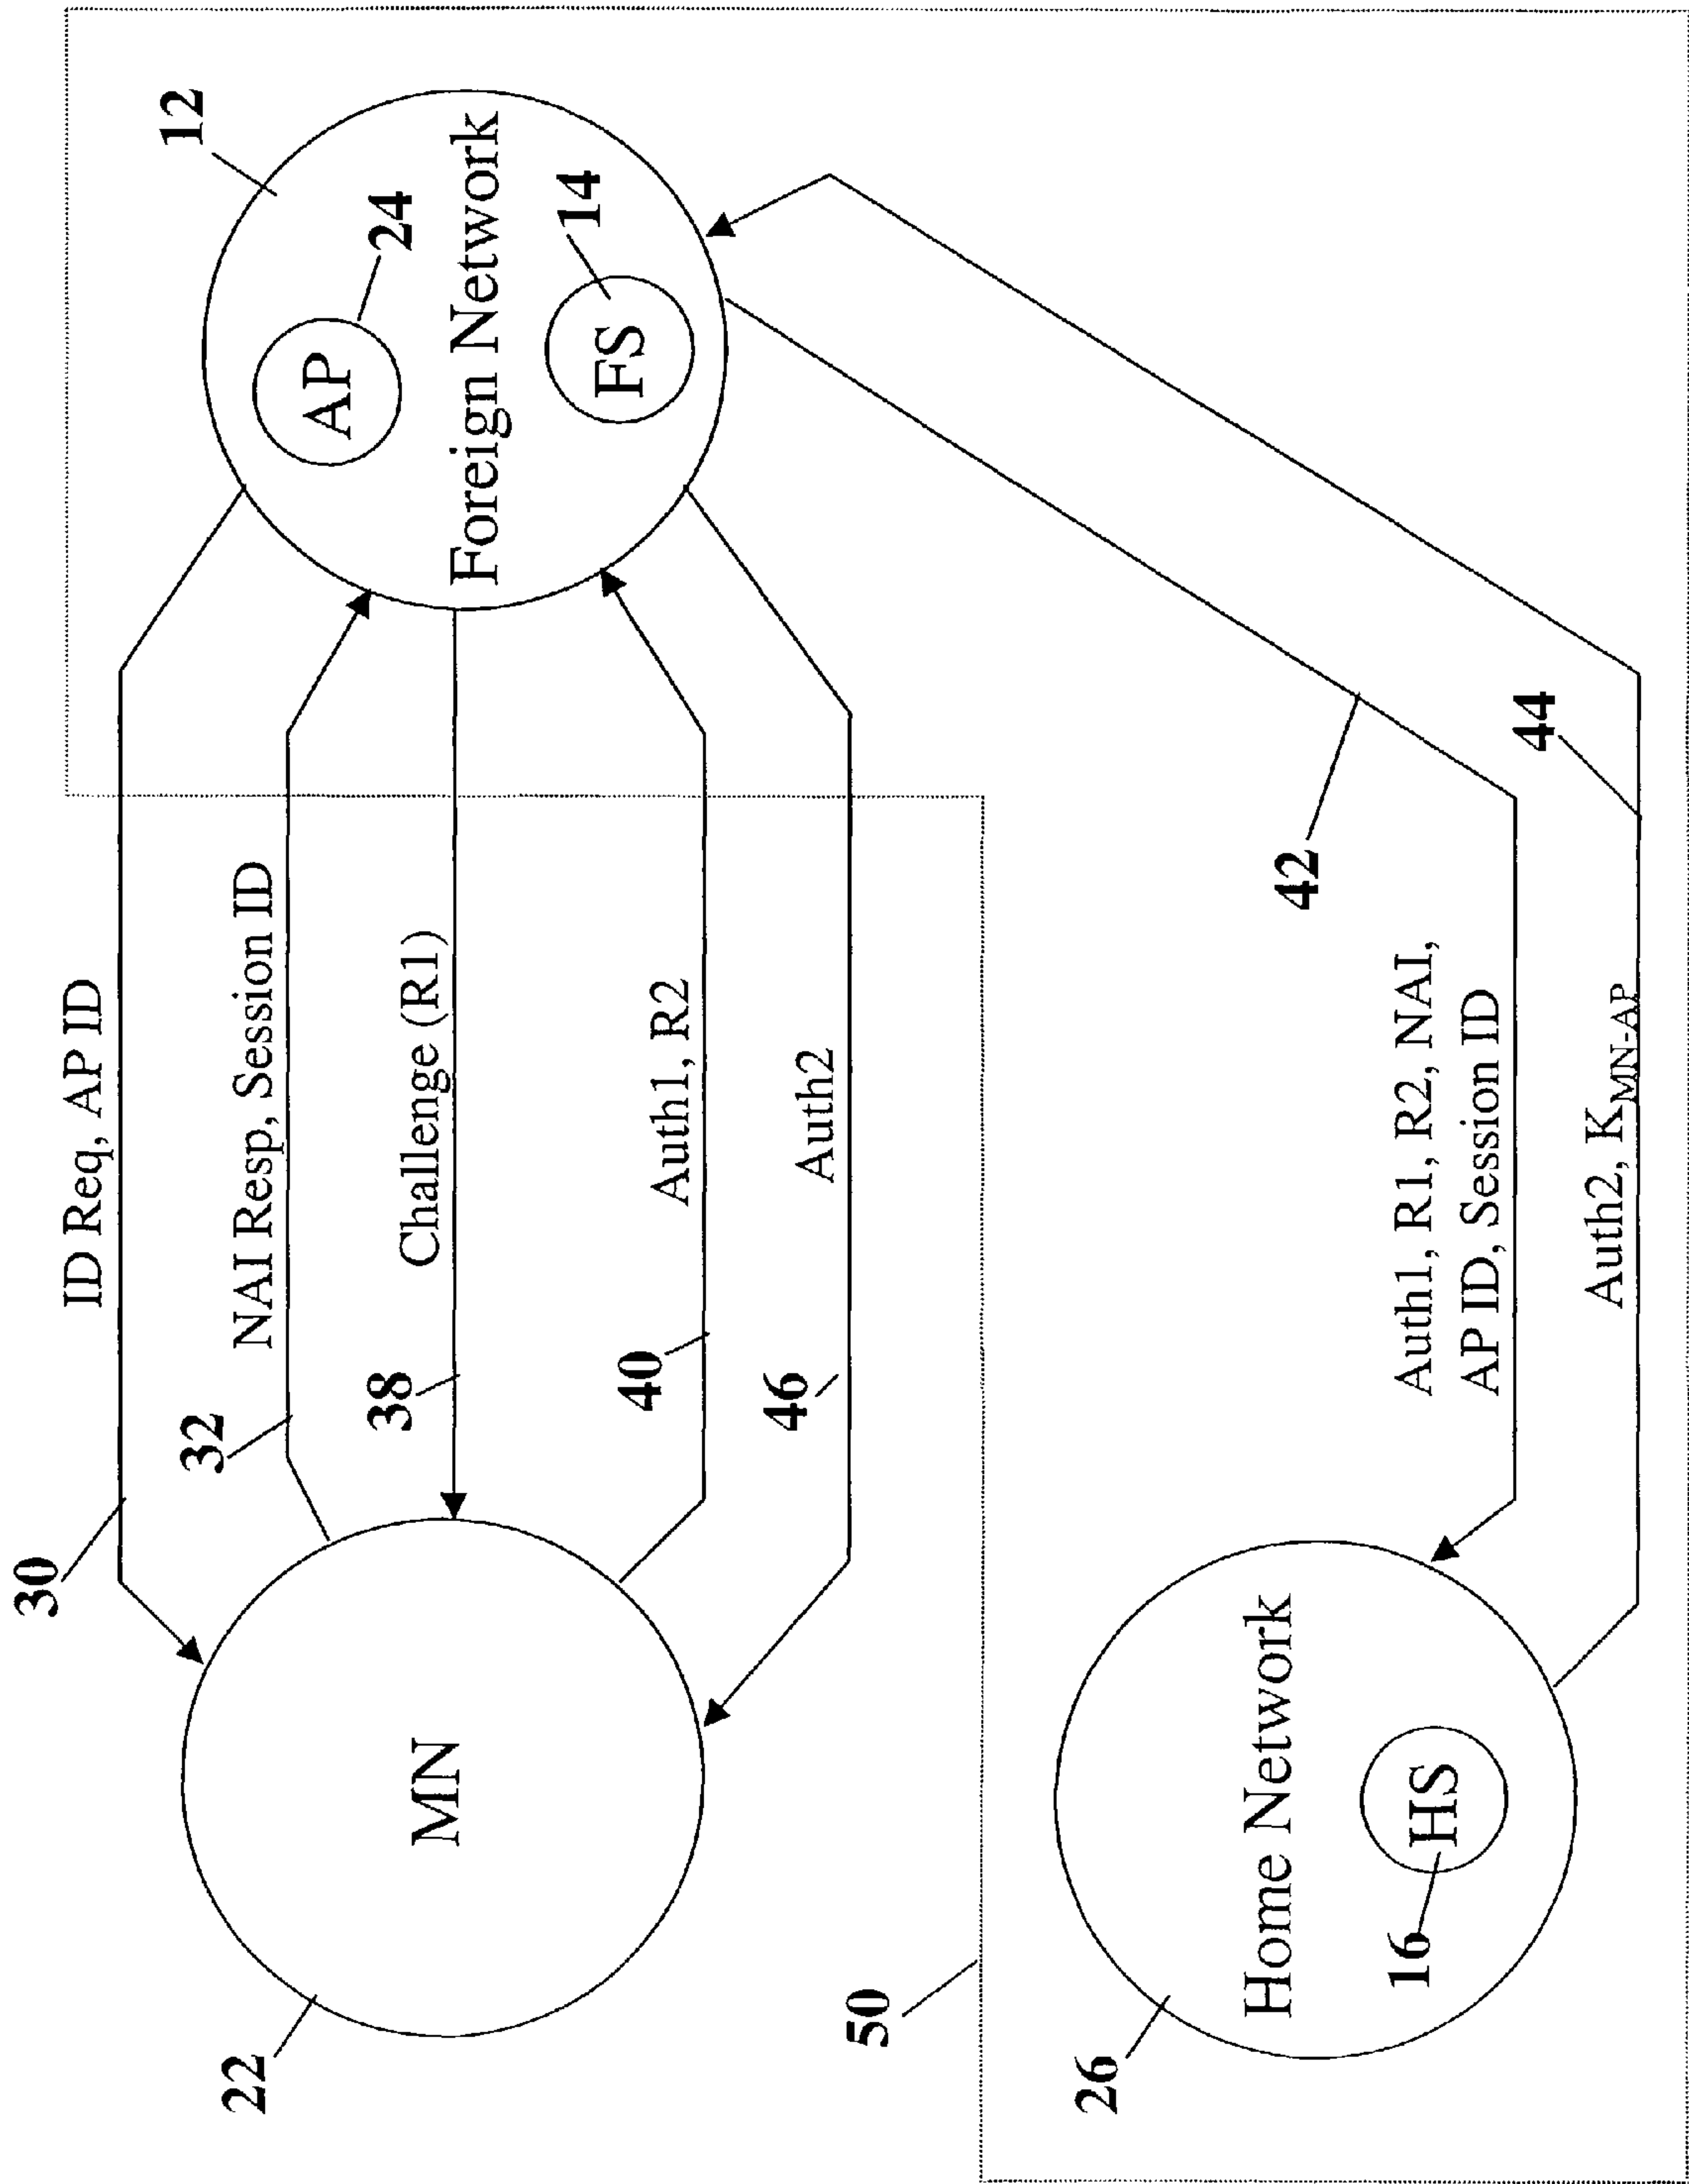 30
ID Req, AP ID
12
32
NAI Resp, Session ID
AP
24
38
Challenge (R1)
Foreign Network
22
MN
FS
14
40
Auth1, R2
46
Auth2
50
26
Home Network
42
16
HS
Auth1, R1, R2, NAI,
AP ID, Session ID
44
Auth2, K_MN-AP